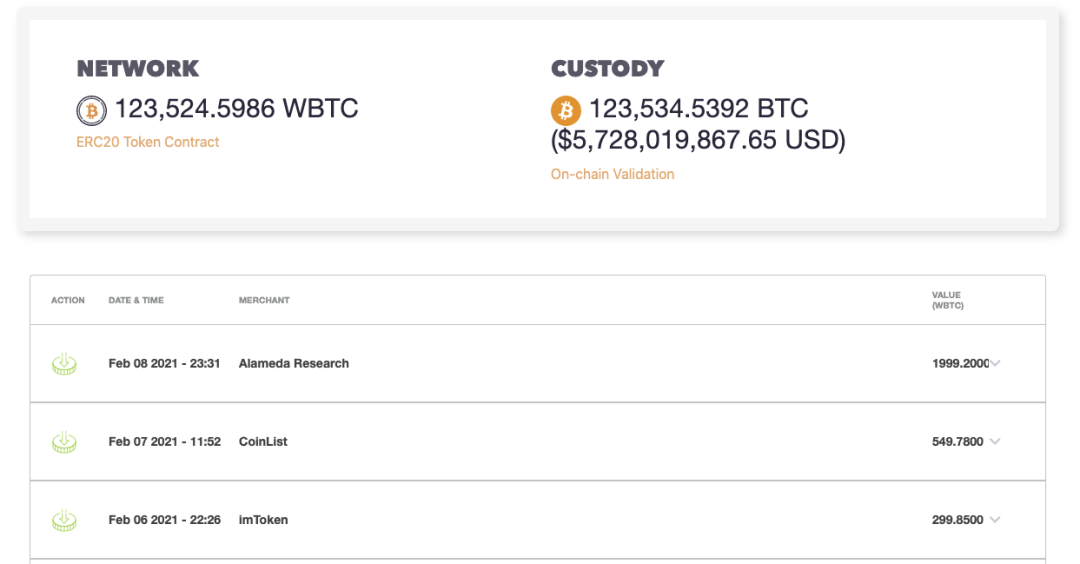 NETWORK
123,524.5986 WBTC
ERC20 Token Contract
CUSTODY
123,534.5392 BTC
($5,728,019,867.65 USD)
On-chain Validation
ACTION DATE & TIME MERCHANT VALUE
(WBTC)
Feb 08 2021 - 23:31 Alameda Research 1999.2000
Feb 07 2021 - 11:52 CoinList 549.7800
Feb 06 2021 - 22:26 imToken 299.8500